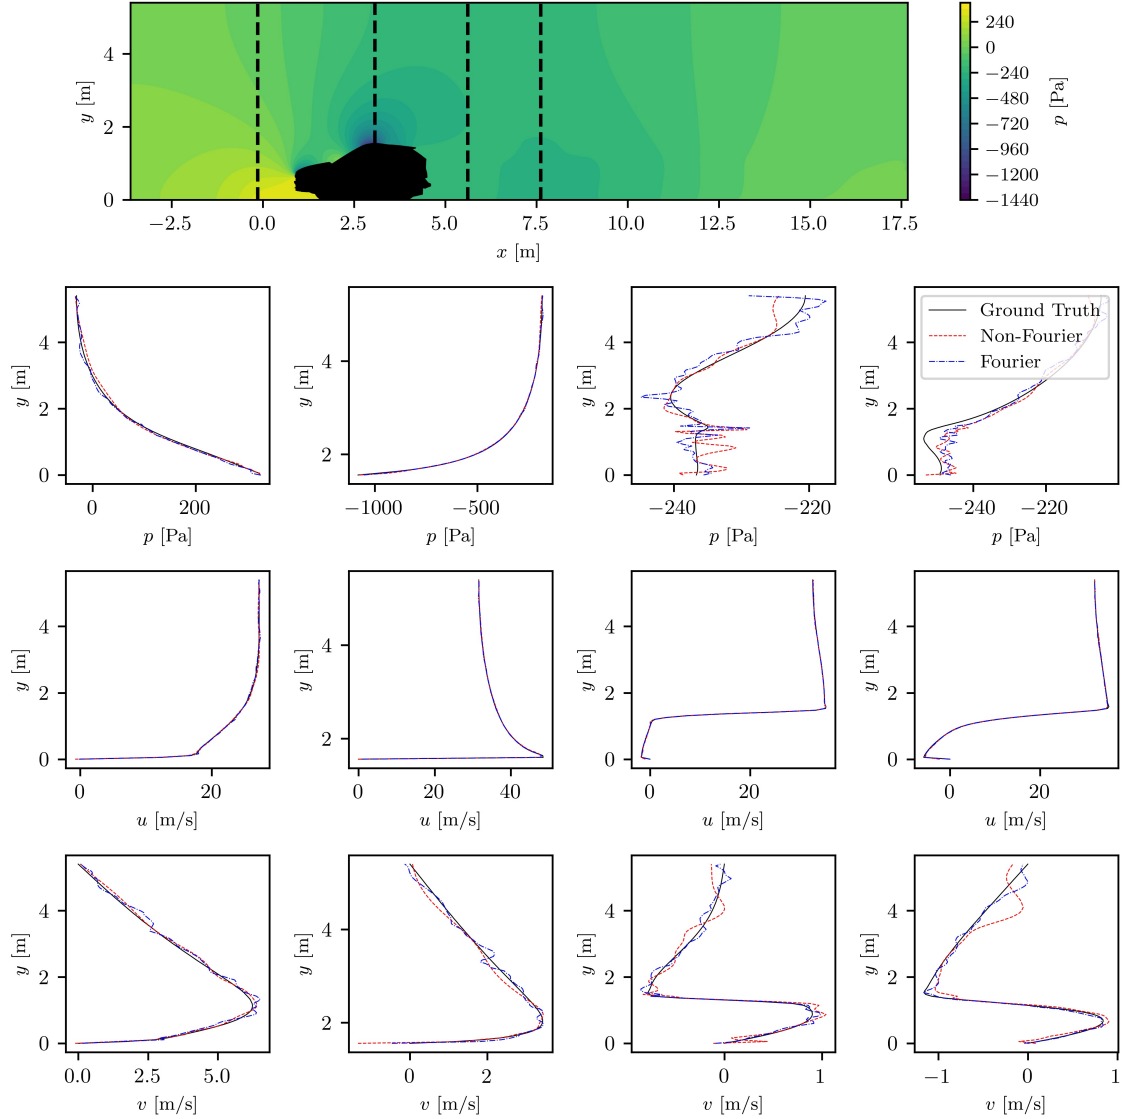 4
2
0
y [m]
−2.5 0.0 2.5 5.0 7.5 10.0 12.5 15.0 17.5
x [m]
240
0
−240
−480
−720
−960
−1200
−1440
p [Pa]
4
2
0
y [m]
0 200
p [Pa]
4
2
y [m]
−1000 −500
p [Pa]
4
2
0
y [m]
−240 −220
p [Pa]
Ground Truth
Non-Fourier
Fourier
4
2
0
y [m]
−240 −220
p [Pa]
4
2
0
y [m]
0 20
u [m/s]
4
2
y [m]
0 20 40
u [m/s]
4
2
0
y [m]
0 20
u [m/s]
4
2
0
y [m]
0 20
u [m/s]
4
2
0
y [m]
0.0 2.5 5.0
v [m/s]
4
2
y [m]
0 2
v [m/s]
4
2
0
y [m]
0 1
v [m/s]
4
2
0
y [m]
−1 0 1
v [m/s]